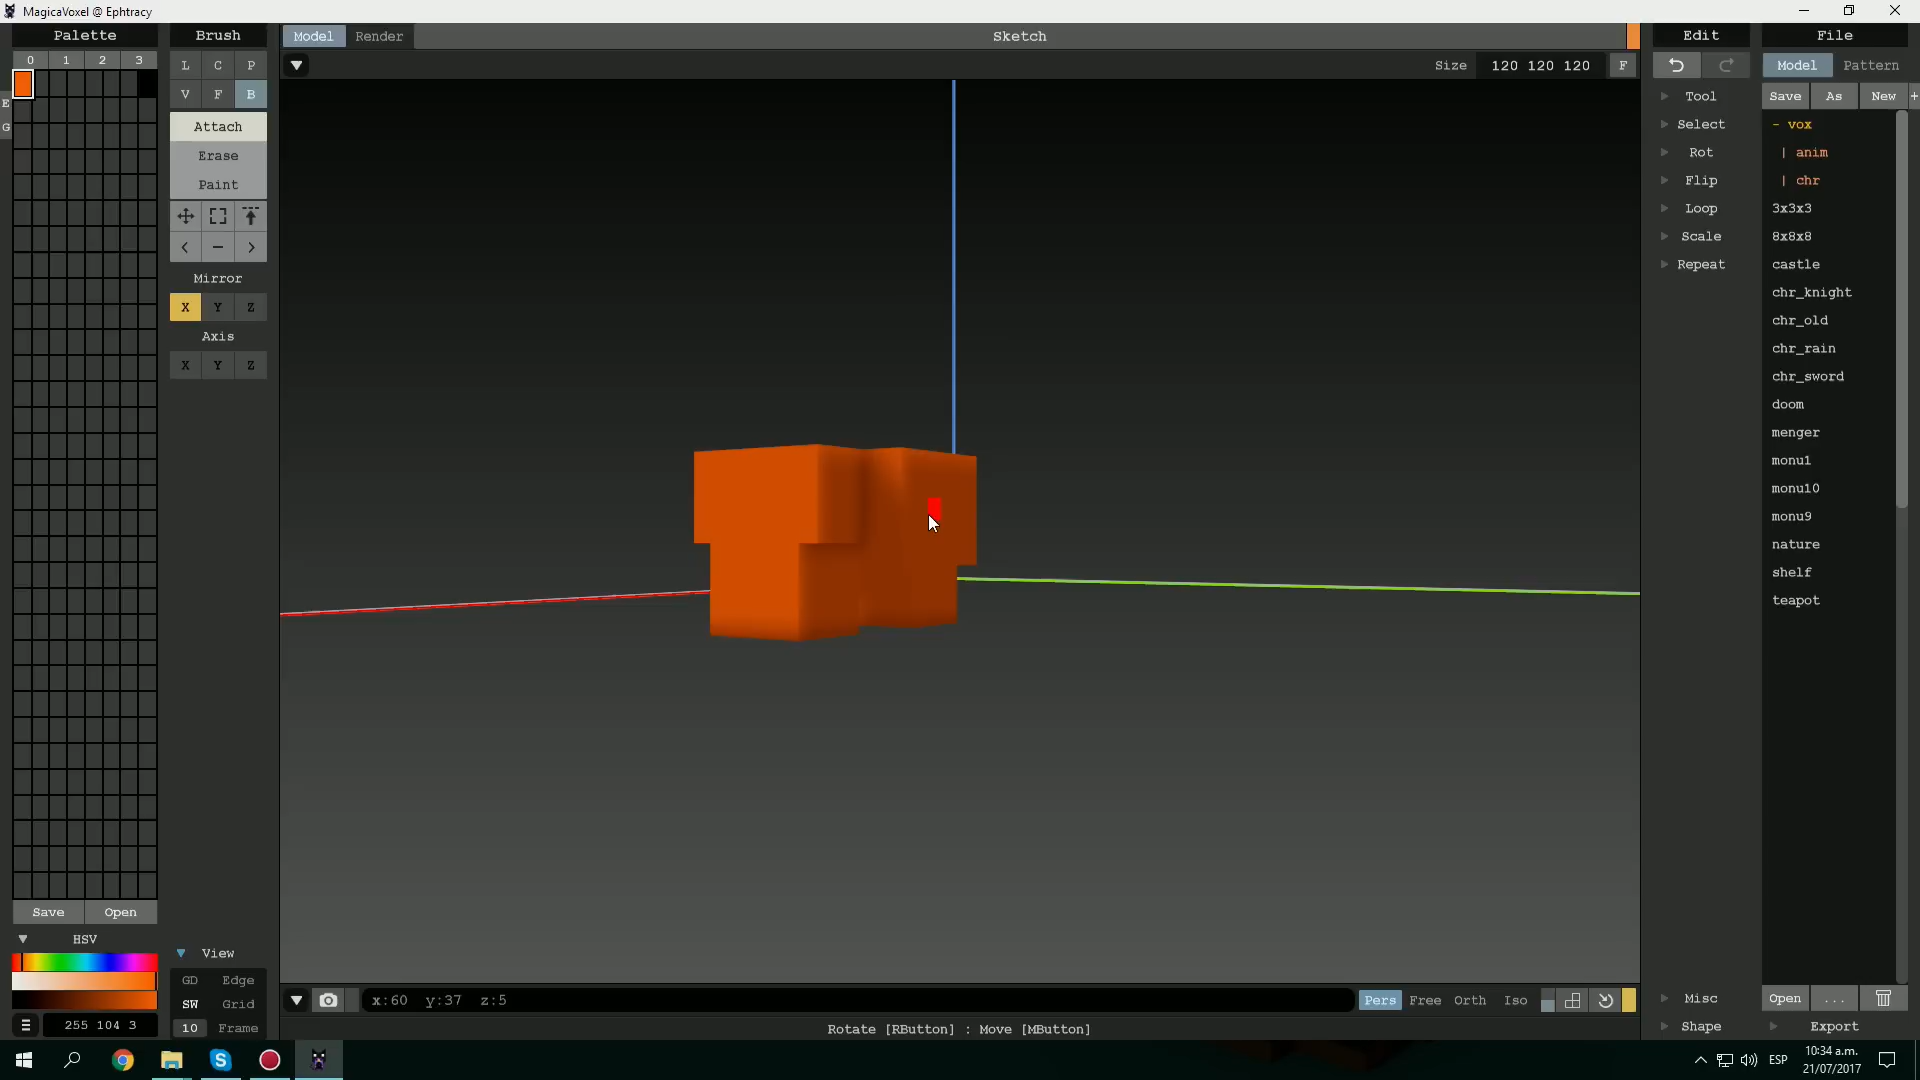 MagicaVoxel @ Ephtracy
Palette
0 1 2 3
E
G
Save Open
HSV
255 104 3
Brush
L C P
V F B
Attach
Erase
Paint
< - >
Mirror
X Y Z
Axis
X Y Z
View
GD Edge
SW Grid
10 Frame
Model Render Sketch
Size 120 120 120 F
x:60 y:37 z:5
Pers Free Orth Iso
Rotate [RButton] : Move [MButton]
Edit
Tool
Select
Rot
Flip
Loop
Scale
Repeat
Misc
Shape
File
Model Pattern
Save As New +
- vox
| anim
| chr
3x3x3
8x8x8
castle
chr_knight
chr_old
chr_rain
chr_sword
doom
menger
monu1
monu10
monu9
nature
shelf
teapot
Open ...
Export
ESP
10:34 a.m.
21/07/2017